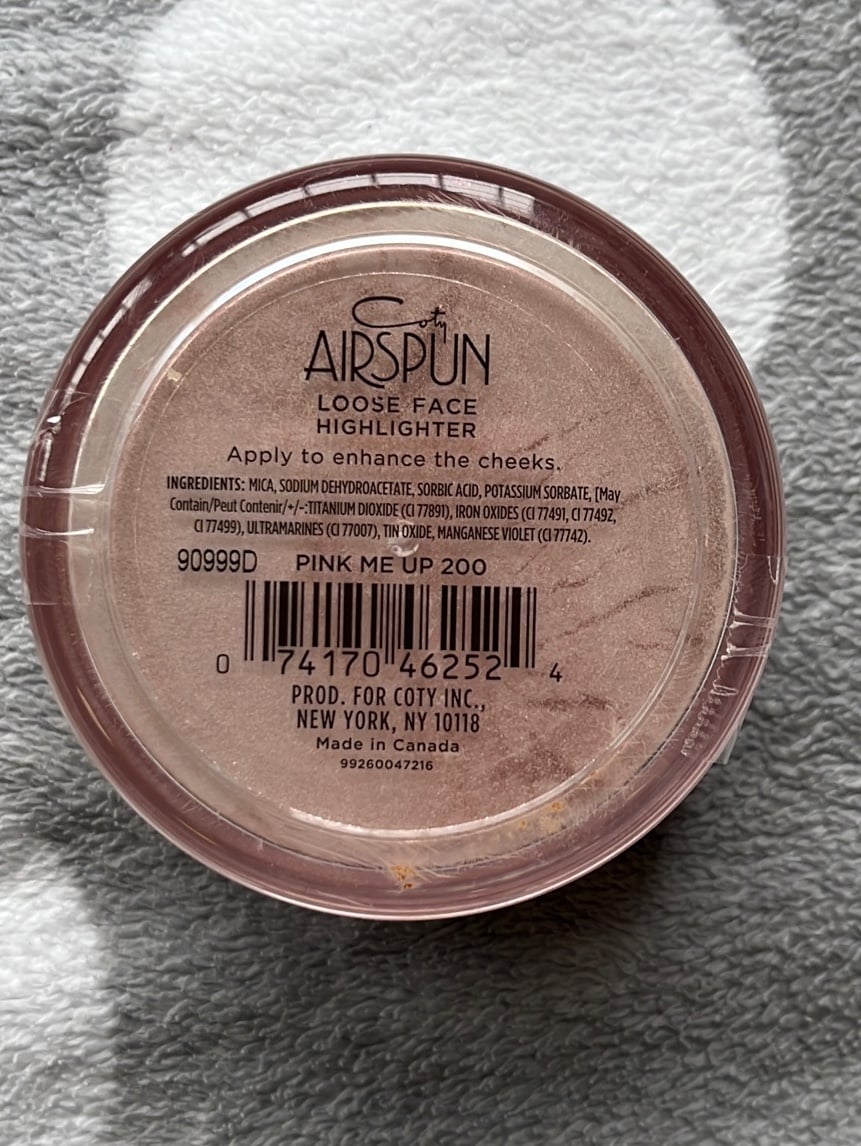 Coty
AIRSPUN
LOOSE FACE
HIGHLIGHTER
Apply to enhance the cheeks.
INGREDIENTS: MICA, SODIUM DEHYDROACETATE, SORBIC ACID, POTASSIUM SORBATE, [May
Contain/Peut Contenir/+/-:TITANIUM DIOXIDE (CI 77891), IRON OXIDES (CI 77491, CI 77492,
CI 77499), ULTRAMARINES (CI 77007), TIN OXIDE, MANGANESE VIOLET (CI 77742).
90999D PINK ME UP 200
0 74170 46252 4
PROD. FOR COTY INC.,
NEW YORK, NY 10118
Made in Canada
99260047216